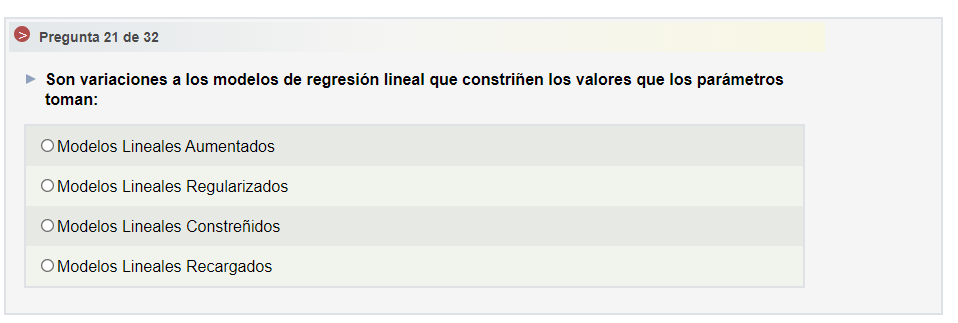 Pregunta 21 de 32
Son variaciones a los modelos de regresión lineal que constriñen los valores que los parámetros
toman:
Modelos Lineales Aumentados
Modelos Lineales Regularizados
Modelos Lineales Constreñidos
Modelos Lineales Recargados